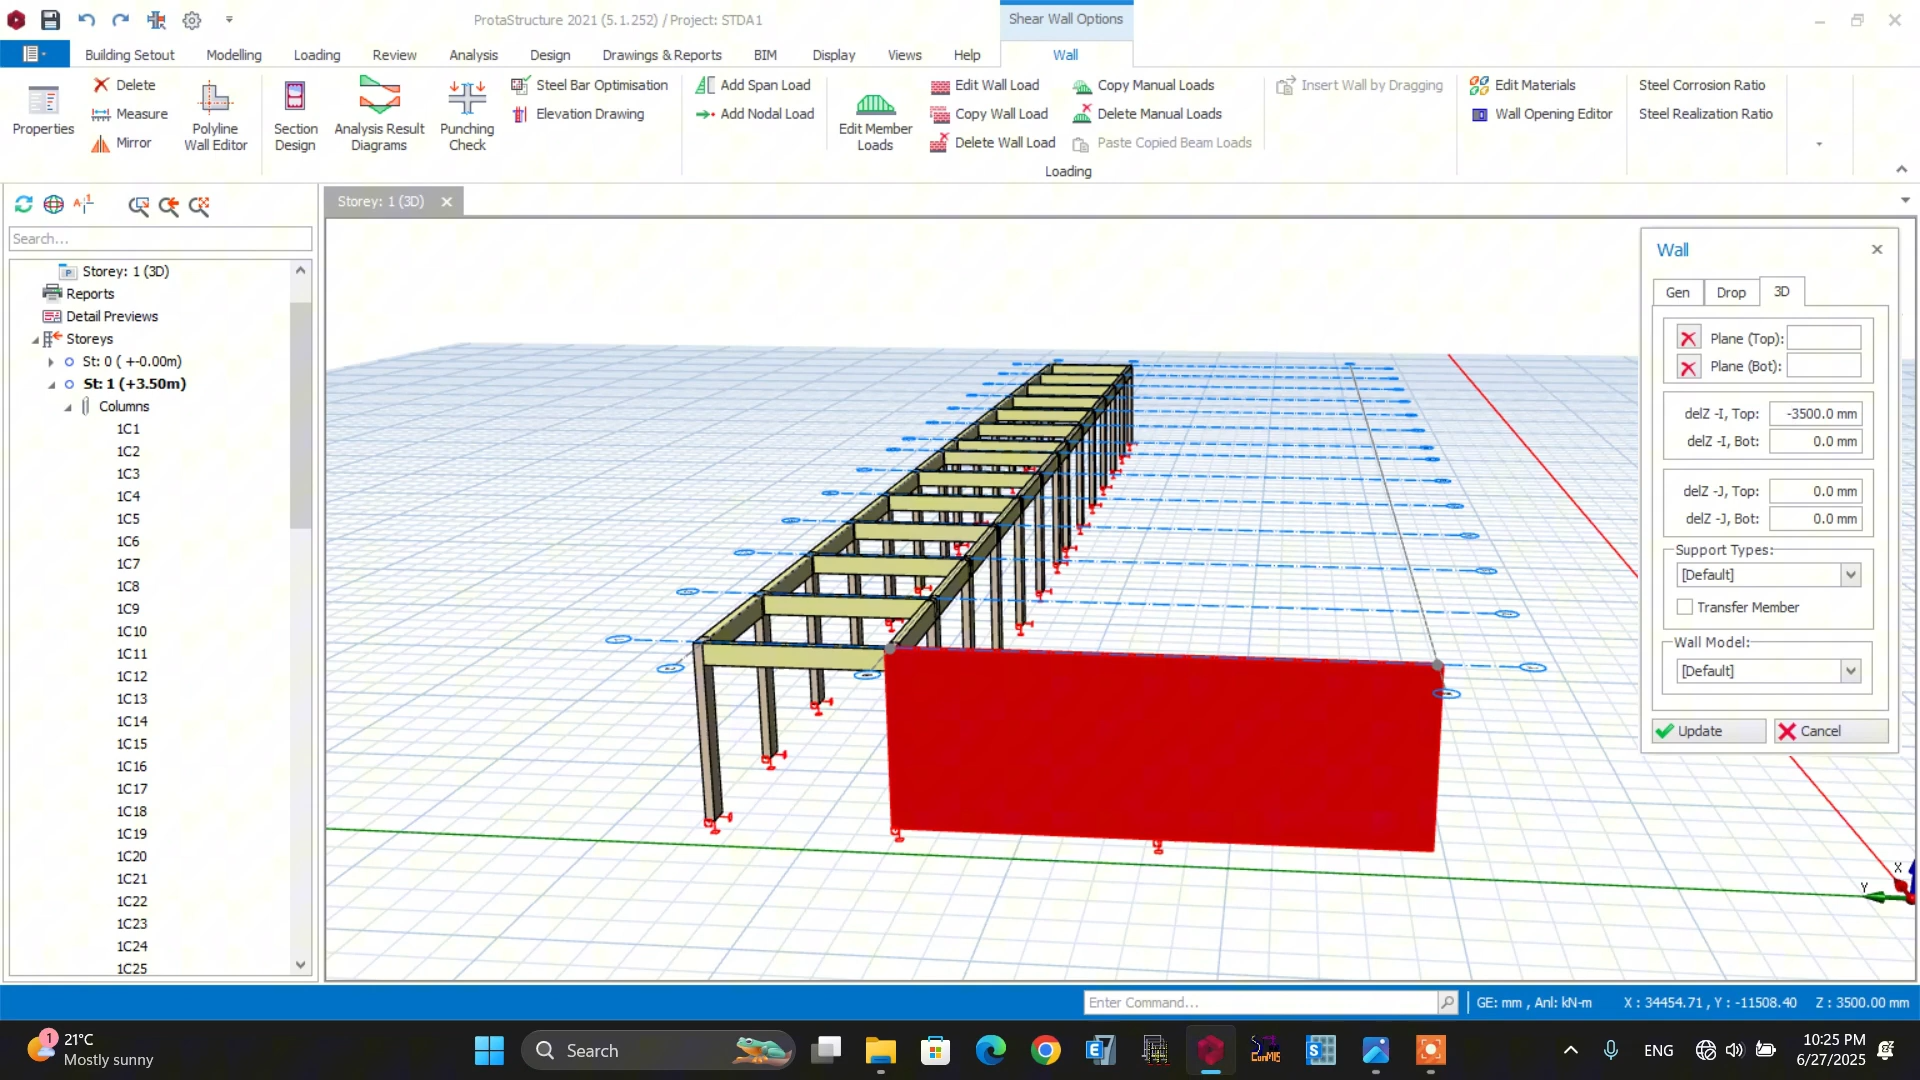 ProtaStructure 2021 (5.1.252) / Project: STDA1
Shear Wall Options
Building Setout
Modelling
Loading
Review
Analysis
Design
Drawings & Reports
BIM
Display
Views
Help
Wall
Properties
Delete
Measure
Mirror
Polyline
Wall Editor
Section
Design
Analysis Result
Diagrams
Punching
Check
Steel Bar Optimisation
Elevation Drawing
Add Span Load
Add Nodal Load
Edit Member
Loads
Edit Wall Load
Copy Wall Load
Delete Wall Load
Copy Manual Loads
Delete Manual Loads
Paste Copied Beam Loads
Loading
Insert Wall by Dragging
Edit Materials
Wall Opening Editor
Steel Corrosion Ratio
Steel Realization Ratio
Storey: 1 (3D)
Search...
Storey: 1 (3D)
Reports
Detail Previews
Storeys
St: 0 ( +-0.00m)
St: 1 (+3.50m)
Columns
1C1
1C2
1C3
1C4
1C5
1C6
1C7
1C8
1C9
1C10
1C11
1C12
1C13
1C14
1C15
1C16
1C17
1C18
1C19
1C20
1C21
1C22
1C23
1C24
1C25
Wall
Gen
Drop
3D
Plane (Top):
Plane (Bot):
delZ -I, Top: -3500.0 mm
delZ -I, Bot: 0.0 mm
delZ -J, Top: 0.0 mm
delZ -J, Bot: 0.0 mm
Support Types:
[Default]
Transfer Member
Wall Model:
[Default]
Update
Cancel
X
Y
Enter Command...
GE: mm , Anl: kN-m
X : 34454.71 , Y : -11508.40
Z : 3500.00 mm
1
21°C
Mostly sunny
Search
ENG
10:25 PM
6/27/2025